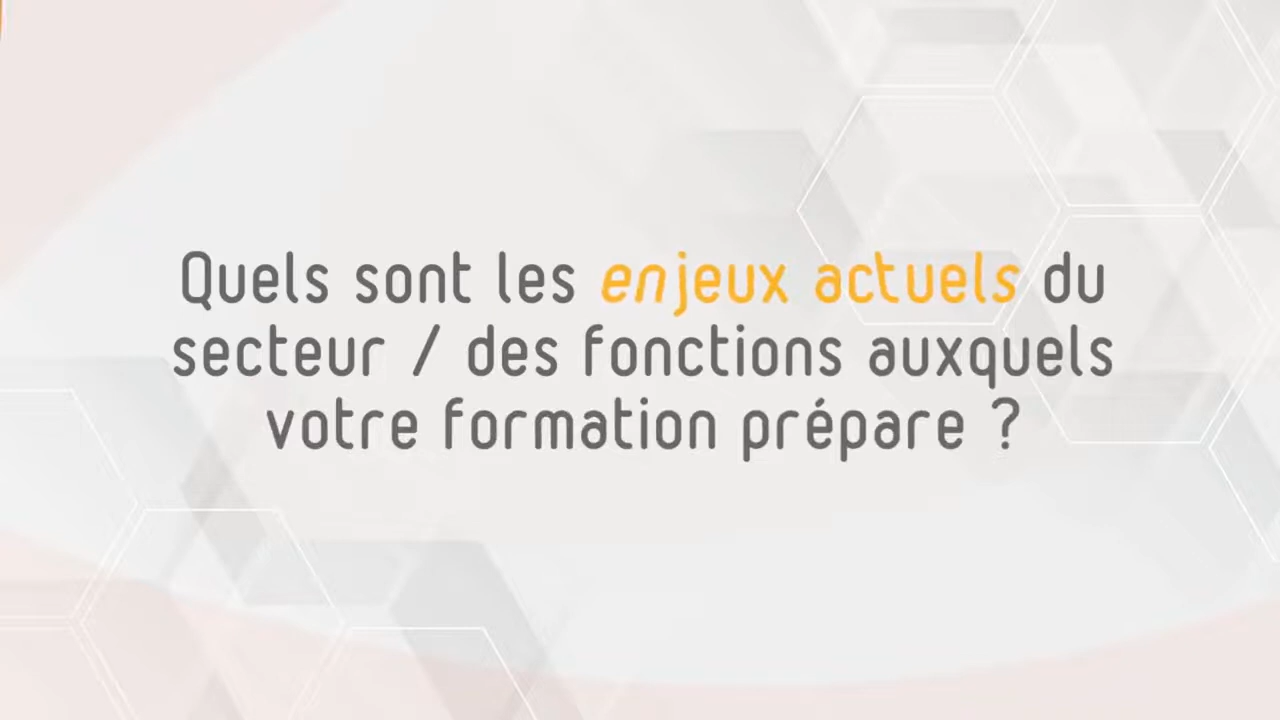 Quels sont les enjeux actuels du
secteur / des fonctions auxquels
votre formation prépare ?